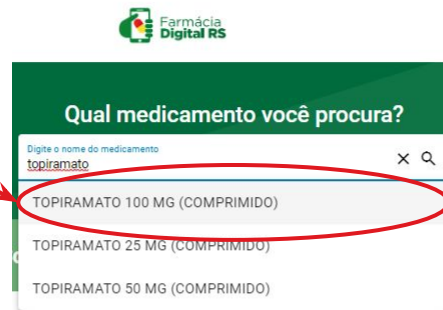 Farmácia
Digital RS
Qual medicamento você procura?
Digite o nome do medicamento
topiramato
TOPIRAMATO 100 MG (COMPRIMIDO)
TOPIRAMATO 25 MG (COMPRIMIDO)
TOPIRAMATO 50 MG (COMPRIMIDO)